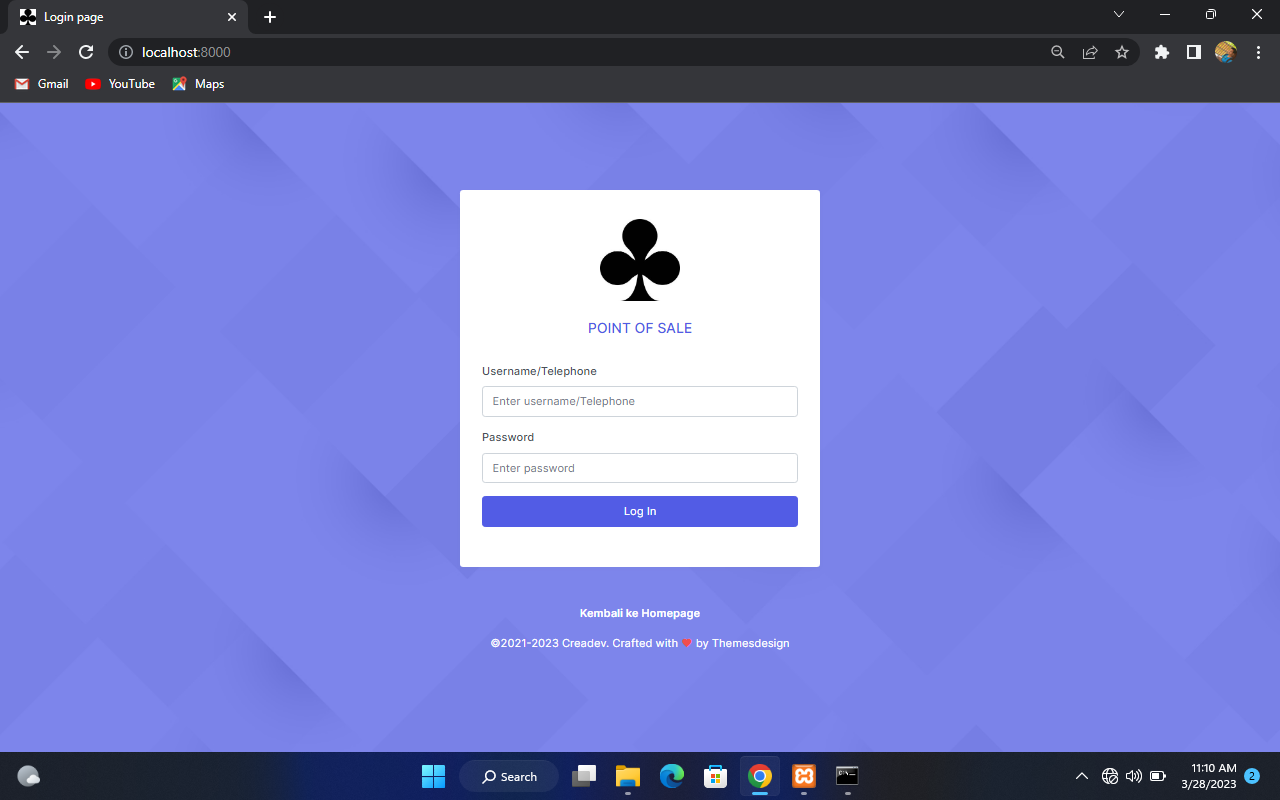 Login page
localhost:8000
Gmail
YouTube
Maps
POINT OF SALE
Username/Telephone
Enter username/Telephone
Password
Enter password
Log In
Kembali ke Homepage
©2021-2023 Creadev. Crafted with ❤ by Themesdesign
Search
11:10 AM
3/28/2023
2